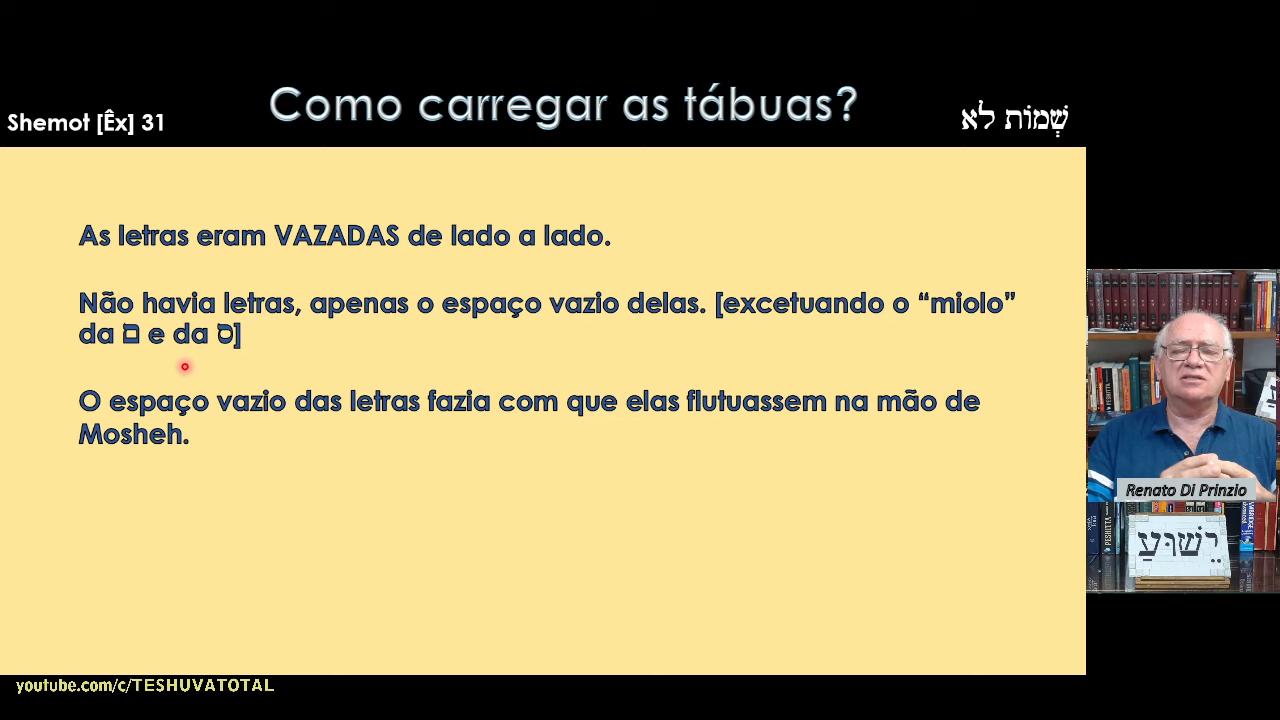 Como carregar as tábuas?
Shemot [Êx] 31
שְׁמוֹת לא
As letras eram VAZADAS de lado a lado.
Não havia letras, apenas o espaço vazio delas. [excetuando o “miolo”
da ם e da ס]
O espaço vazio das letras fazia com que elas flutuassem na mão de
Mosheh.
Renato Di Prinzio
PESHITTA
יֵשׁוּעַ
youtube.com/c/TESHUVATOTAL